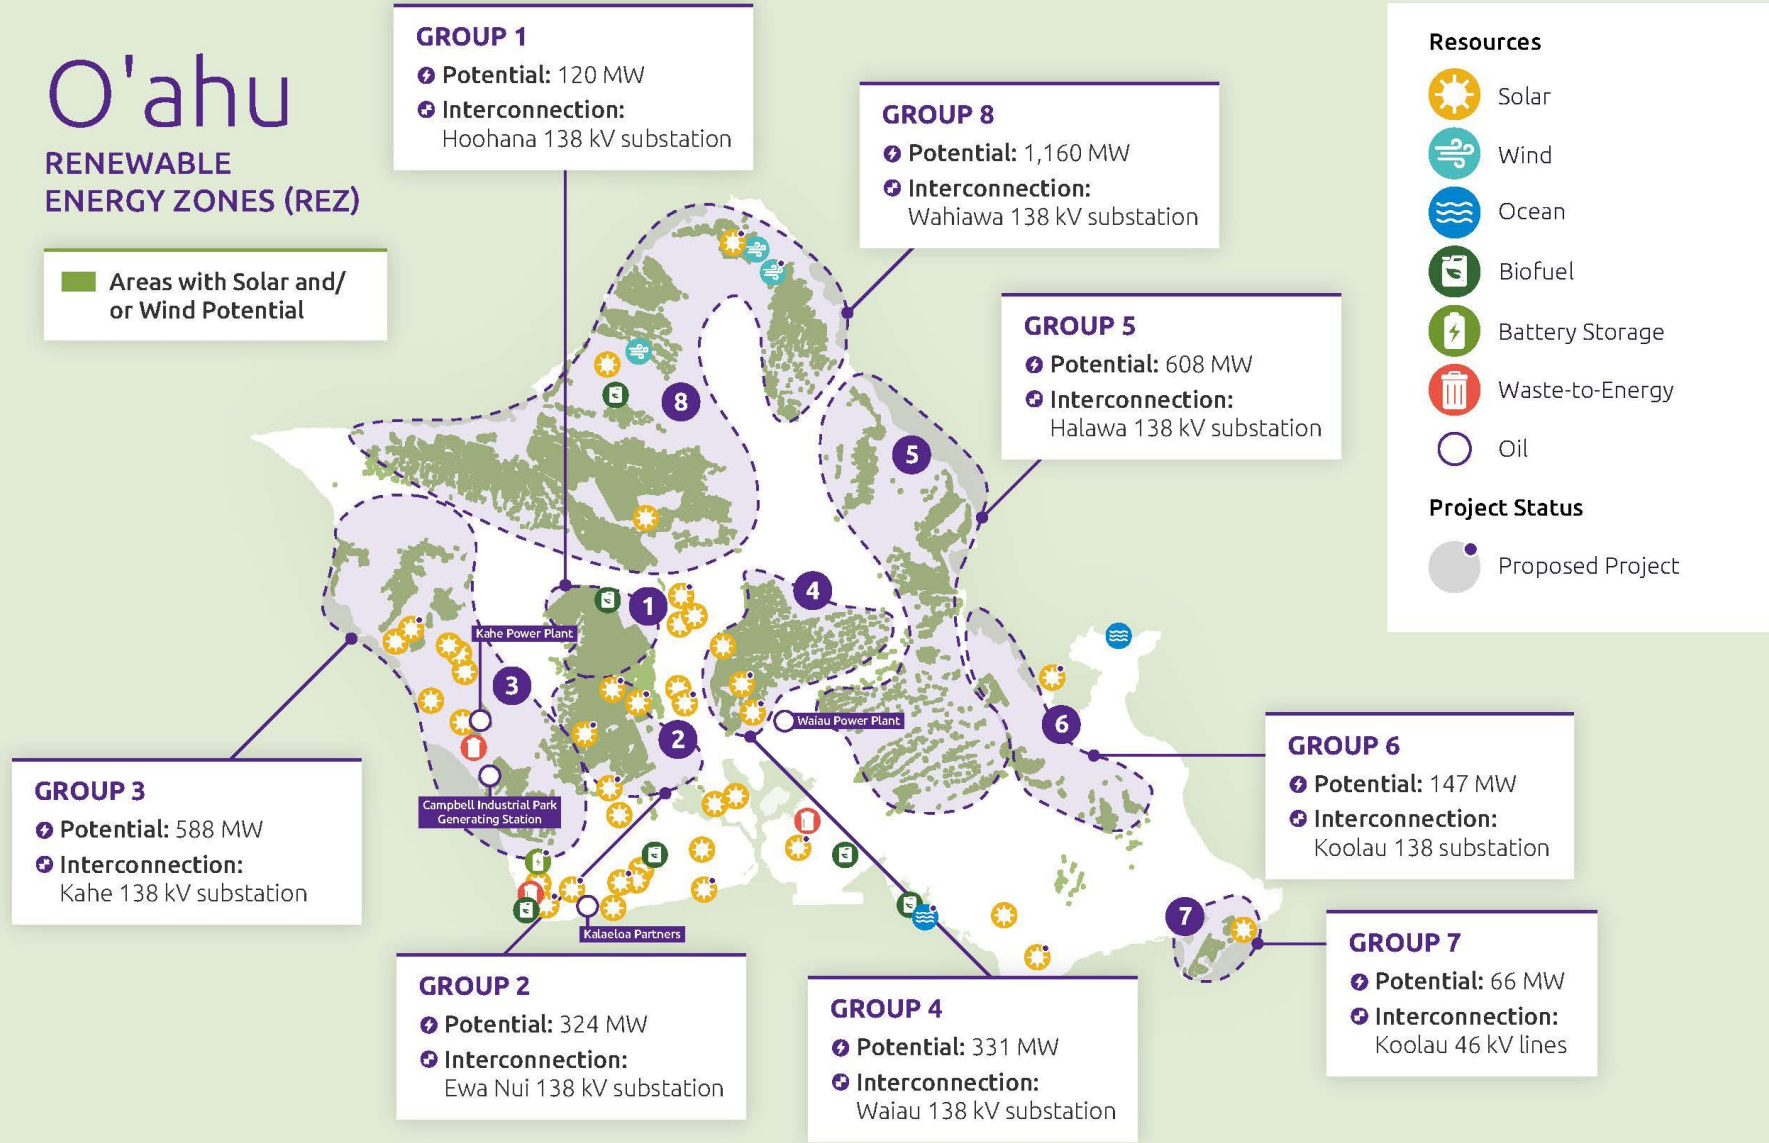 O'ahu
RENEWABLE
ENERGY ZONES (REZ)
Areas with Solar and/
or Wind Potential
GROUP 1
Potential: 120 MW
Interconnection:
Hoohana 138 kV substation
GROUP 8
Potential: 1,160 MW
Interconnection:
Wahiawa 138 kV substation
GROUP 5
Potential: 608 MW
Interconnection:
Halawa 138 kV substation
Resources
Solar
Wind
Ocean
Biofuel
Battery Storage
Waste-to-Energy
Oil
Project Status
Proposed Project
8
5
4
1
Kahe Power Plant
3
2
Waiau Power Plant
6
Campbell Industrial Park
Generating Station
Kalaeloa Partners
7
GROUP 3
Potential: 588 MW
Interconnection:
Kahe 138 kV substation
GROUP 6
Potential: 147 MW
Interconnection:
Koolau 138 substation
GROUP 2
Potential: 324 MW
Interconnection:
Ewa Nui 138 kV substation
GROUP 4
Potential: 331 MW
Interconnection:
Waiau 138 kV substation
GROUP 7
Potential: 66 MW
Interconnection:
Koolau 46 kV lines